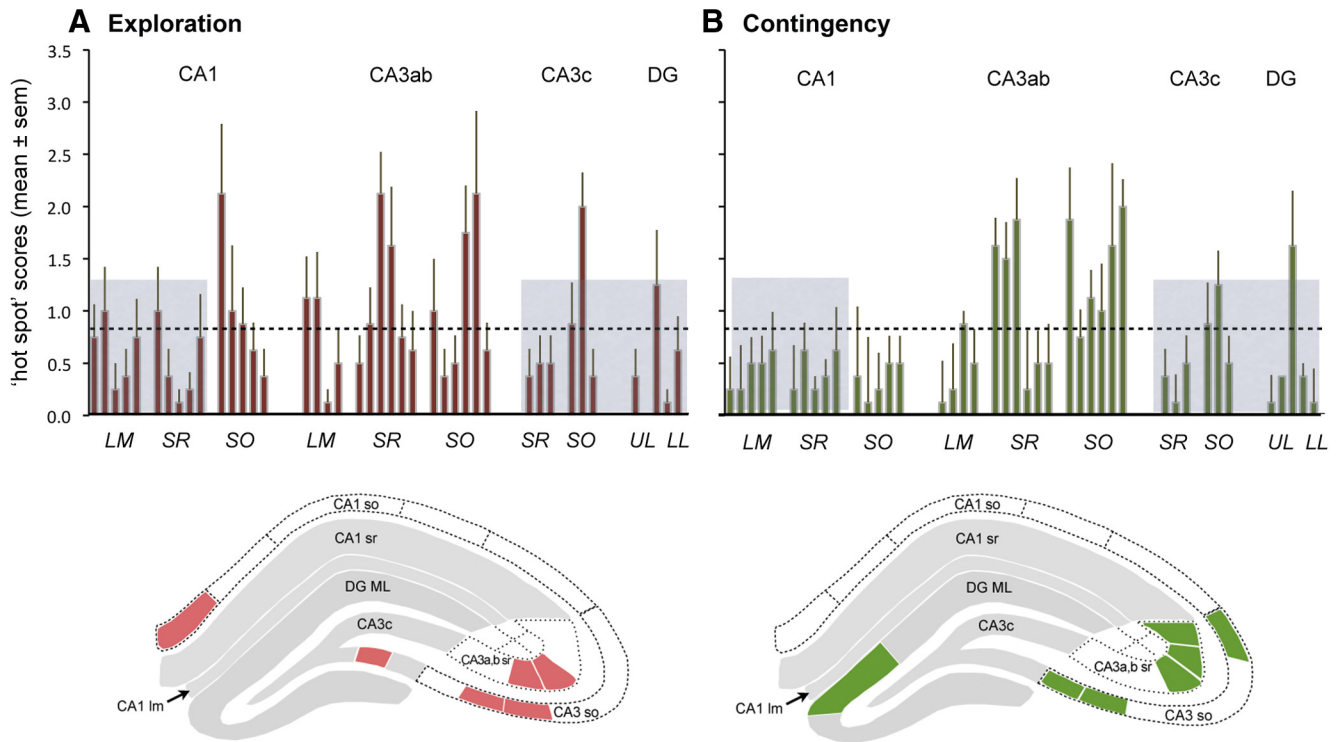 A Exploration
B Contingency
'hot spot' scores (mean ± sem)
3.5
3.0
2.5
2.0
1.5
1.0
0.5
0.0
CA1 CA3ab CA3c DG
CA1 CA3ab CA3c DG
LM SR SO LM SR SO SR SO UL LL
LM SR SO LM SR SO SR SO UL LL
CA1 so
CA1 sr
DG ML
CA3c
CA3a,b sr
CA1 lm
CA3 so
CA1 so
CA1 sr
DG ML
CA3c
CA3a,b sr
CA1 lm
CA3 so